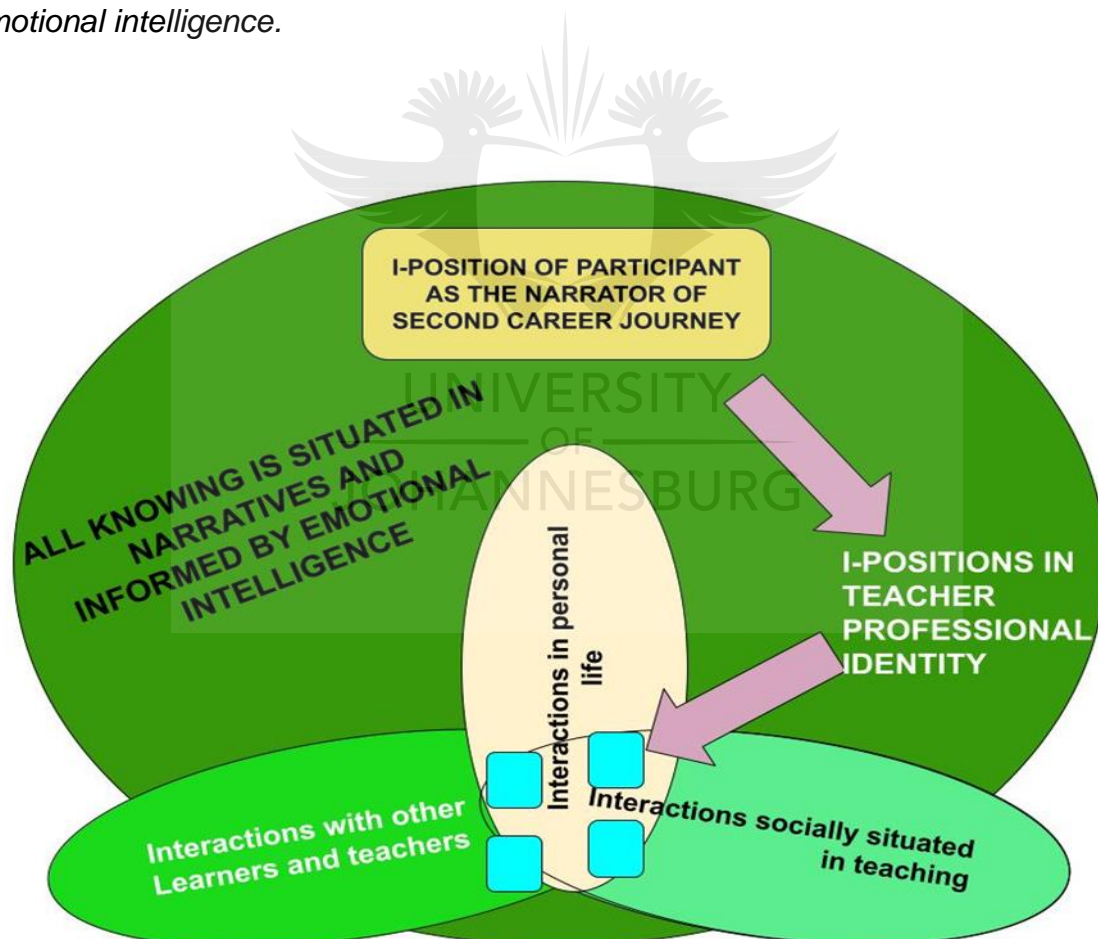 motional intelligence.
I-POSITION OF PARTICIPANT
AS THE NARRATOR OF
SECOND CAREER JOURNEY
UNIVERSITY
OF
JOHANNESBURG
ALL KNOWING IS SITUATED IN
NARRATIVES AND
INFORMED BY EMOTIONAL
INTELLIGENCE
I-POSITIONS IN
TEACHER
PROFESSIONAL
IDENTITY
Interactions in personal
life
Interactions with other
Learners and teachers
Interactions socially situated
in teaching